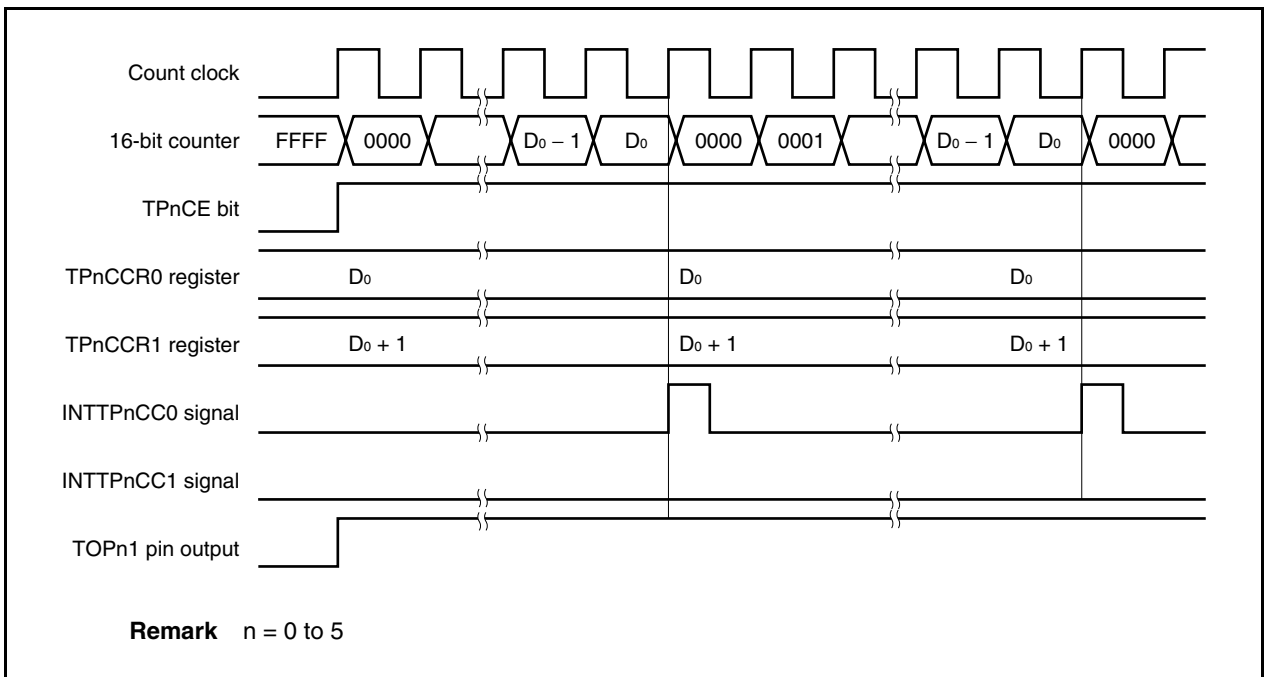 Count clock
16-bit counter FFFF 0000 D₀ − 1 D₀ 0000 0001 D₀ − 1 D₀ 0000
TPnCE bit
TPnCCR0 register D₀ D₀ D₀
TPnCCR1 register D₀ + 1 D₀ + 1 D₀ + 1
INTTPnCC0 signal
INTTPnCC1 signal
TOPn1 pin output
Remark n = 0 to 5